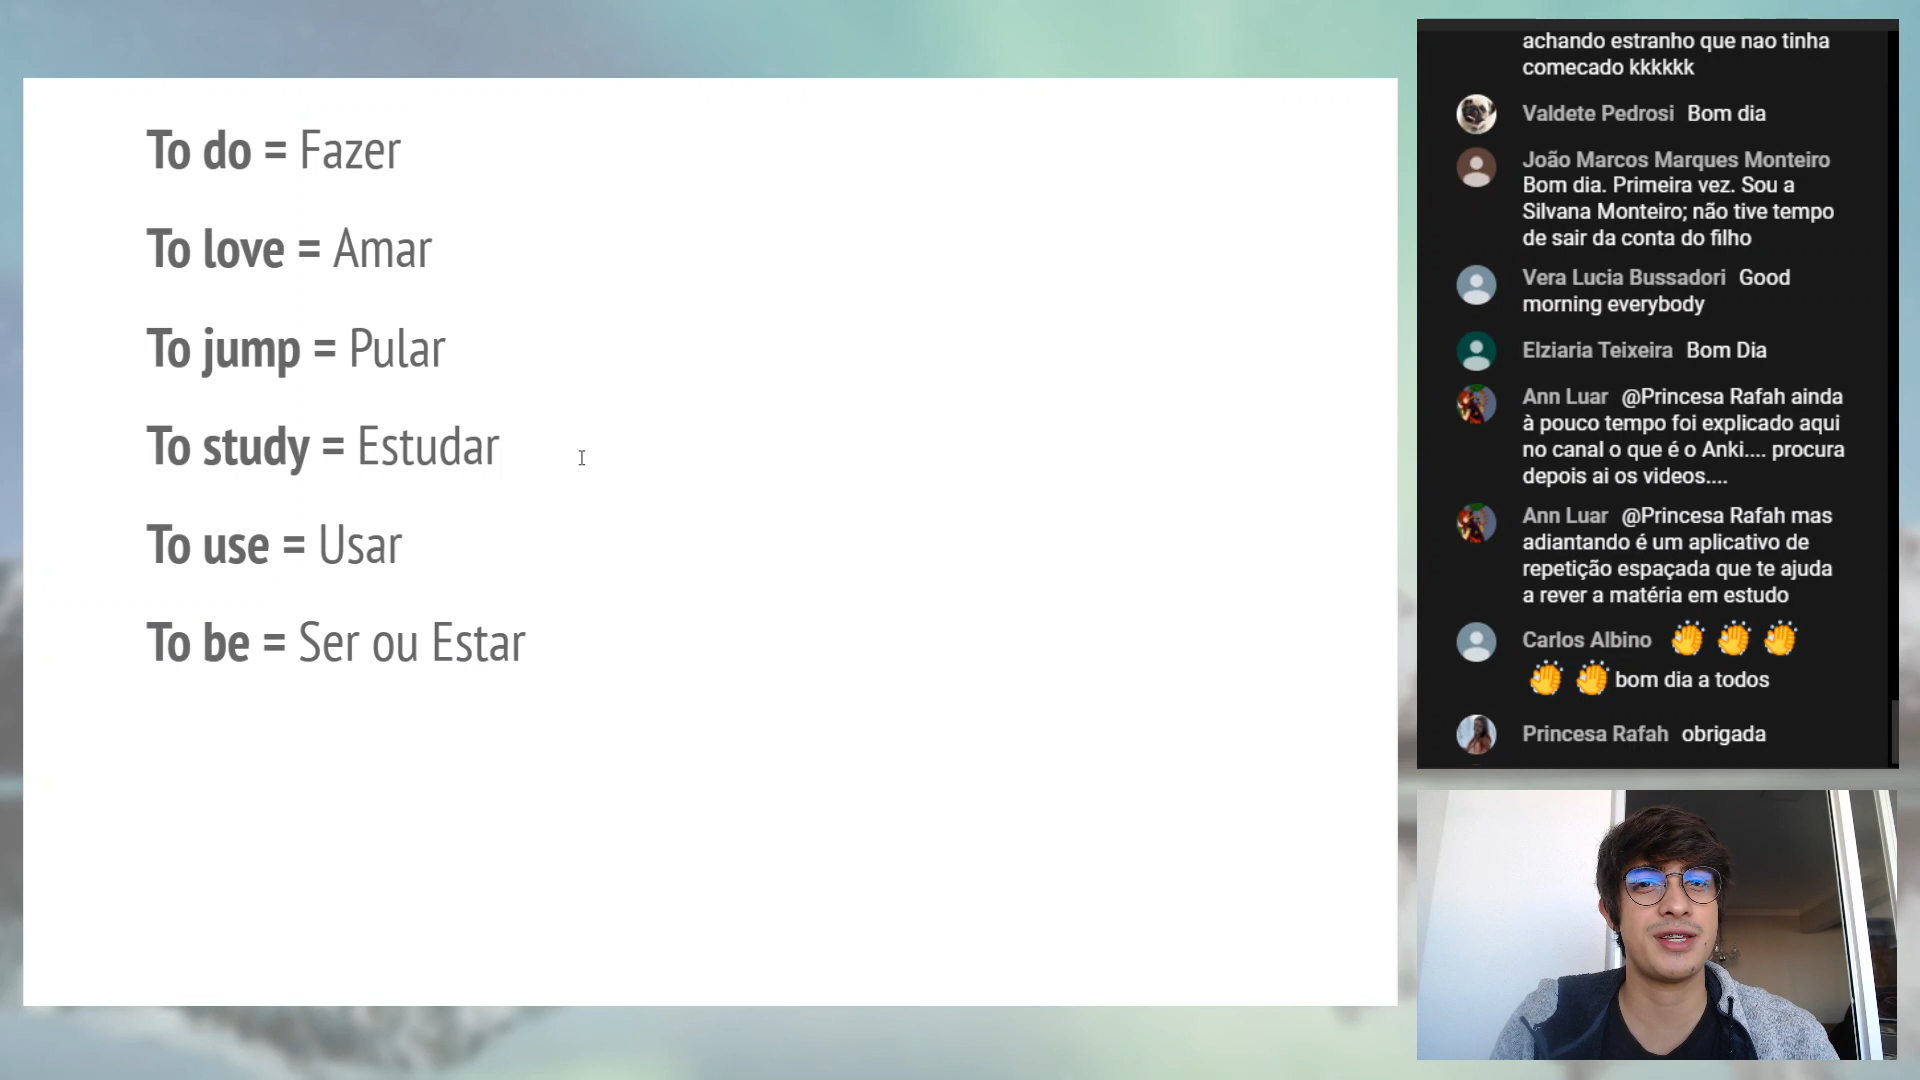 To do = Fazer
To love = Amar
To jump = Pular
To study = Estudar
To use = Usar
To be = Ser ou Estar
achando estranho que nao tinha
comecado kkkkkk
Valdete Pedrosi Bom dia
João Marcos Marques Monteiro
Bom dia. Primeira vez. Sou a
Silvana Monteiro; não tive tempo
de sair da conta do filho
Vera Lucia Bussadori Good
morning everybody
Elziaria Teixeira Bom Dia
Ann Luar @Princesa Rafah ainda
à pouco tempo foi explicado aqui
no canal o que é o Anki.... procura
depois ai os videos....
Ann Luar @Princesa Rafah mas
adiantando é um aplicativo de
repetição espaçada que te ajuda
a rever a matéria em estudo
Carlos Albino 👏 👏 👏
👏 👏 bom dia a todos
Princesa Rafah obrigada